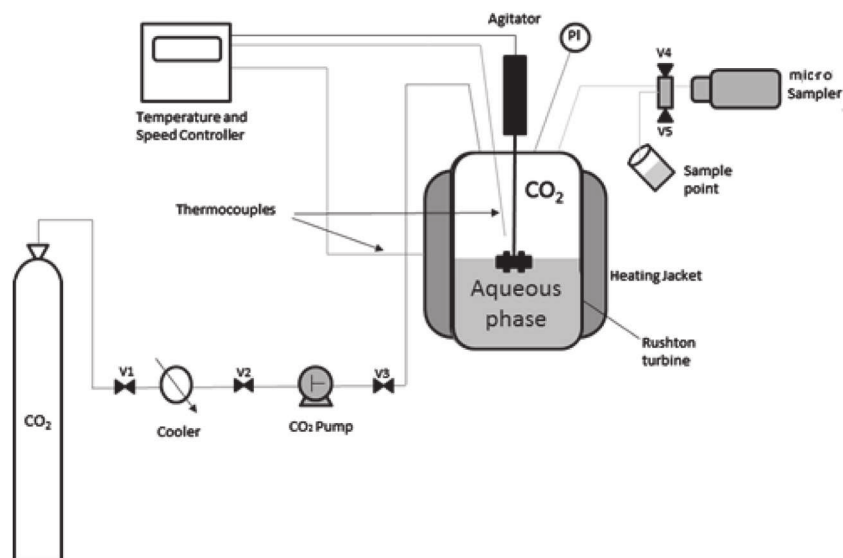 Agitator
PI
V4
micro
Sampler
V5
Temperature and
Speed Controller
Sample
point
CO₂
Thermocouples
Heating Jacket
Aqueous
phase
Rushton
turbine
V1
V2
V3
CO₂
Cooler
CO₂ Pump